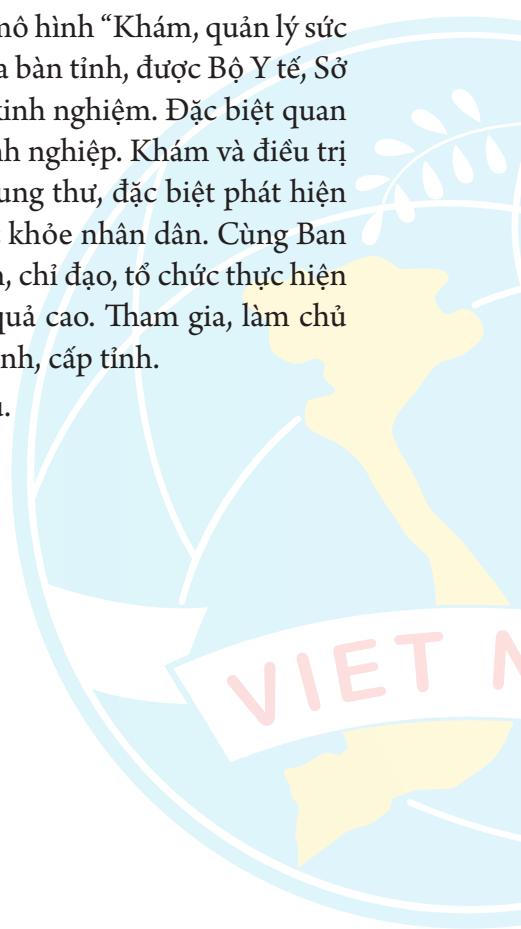 mô hình “Khám, quản lý sức
bàn tỉnh, được Bộ Y tế, Sở
kinh nghiệm. Đặc biệt quan
nh nghiệp. Khám và điều trị
ung thư, đặc biệt phát hiện
khỏe nhân dân. Cùng Ban
chỉ đạo, tổ chức thực hiện
quả cao. Tham gia, làm chủ
nh, cấp tỉnh.
VIET